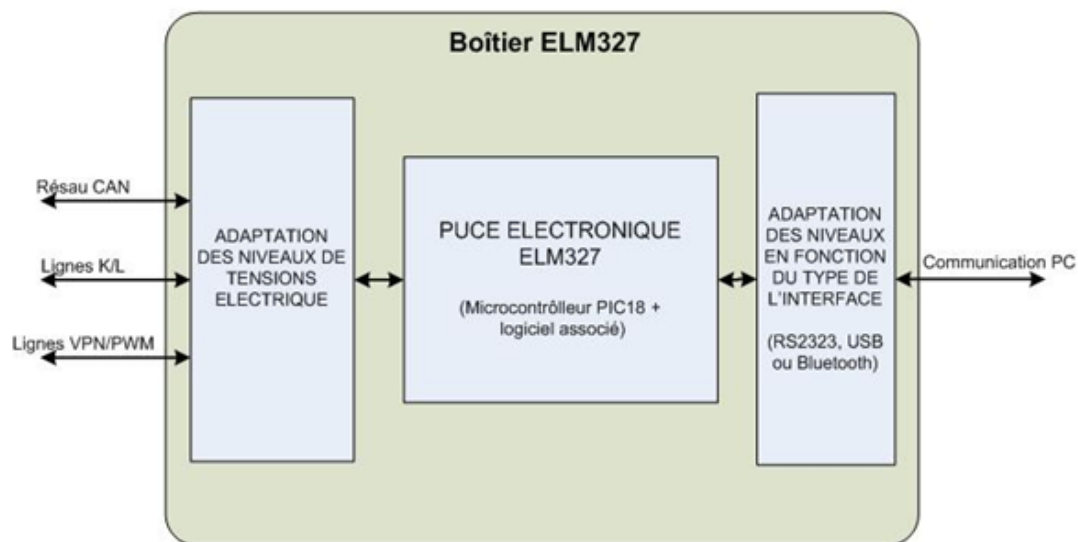 Boîtier ELM327
Résau CAN
Lignes K/L
Lignes VPN/PWM
ADAPTATION
DES NIVEAUX DE
TENSIONS
ELECTRIQUE
PUCE ELECTRONIQUE
ELM327
(Microcontrôlleur PIC18 +
logiciel associé)
ADAPTATION
DES NIVEAUX
EN FONCTION
DU TYPE DE
L'INTERFACE
(RS2323, USB
ou Bluetooth)
Communication PC